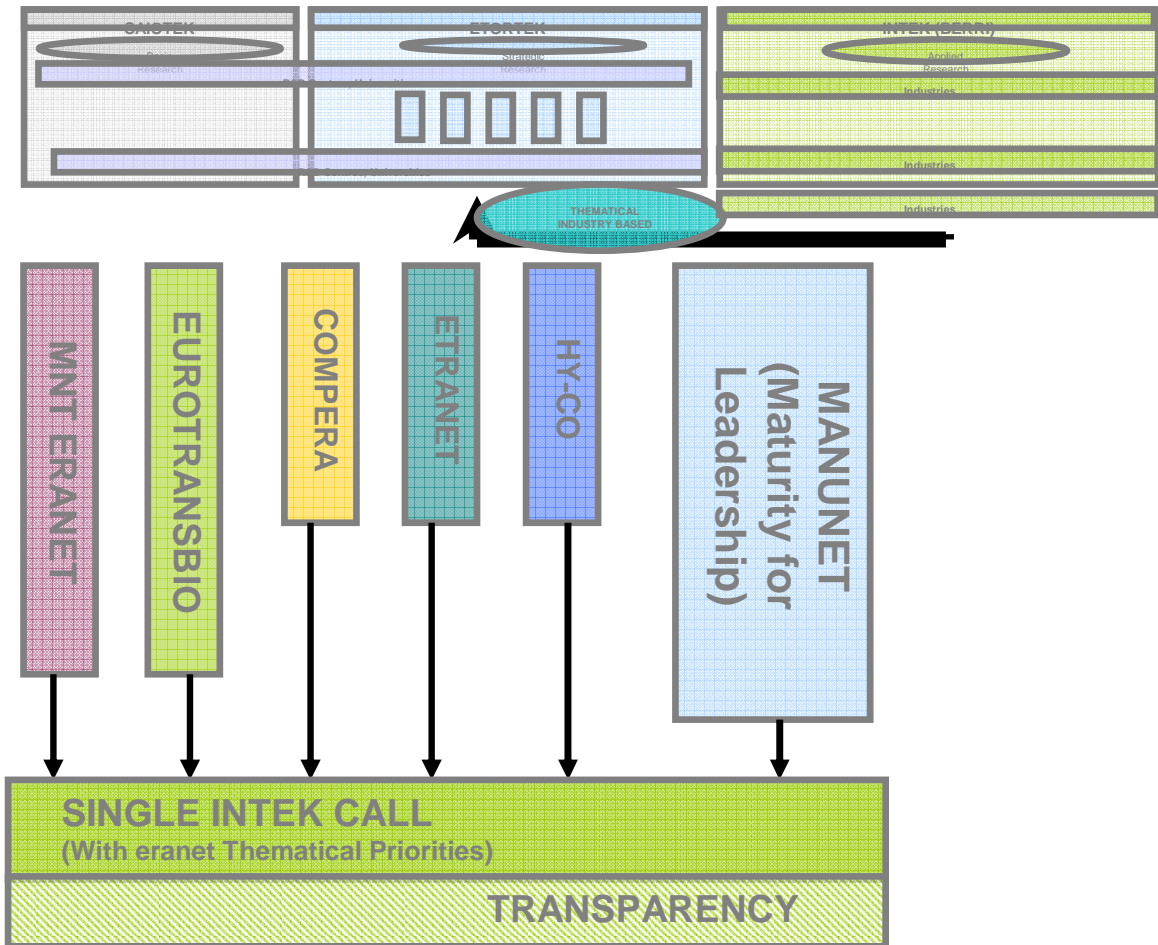 SAIOTEK
ETORTEK
INTEK (BERRI)
Strategic
Applied
Research
Research
Research
Industries
Industries
Industries
THEMATICAL
INDUSTRY BASED
MNT ERANET
EUROTRANSBIO
COMPERA
ETRANET
HY-CO
MANUNET
(Maturity for
Leadership)
SINGLE INTEK CALL
(With eranet Thematical Priorities)
TRANSPARENCY